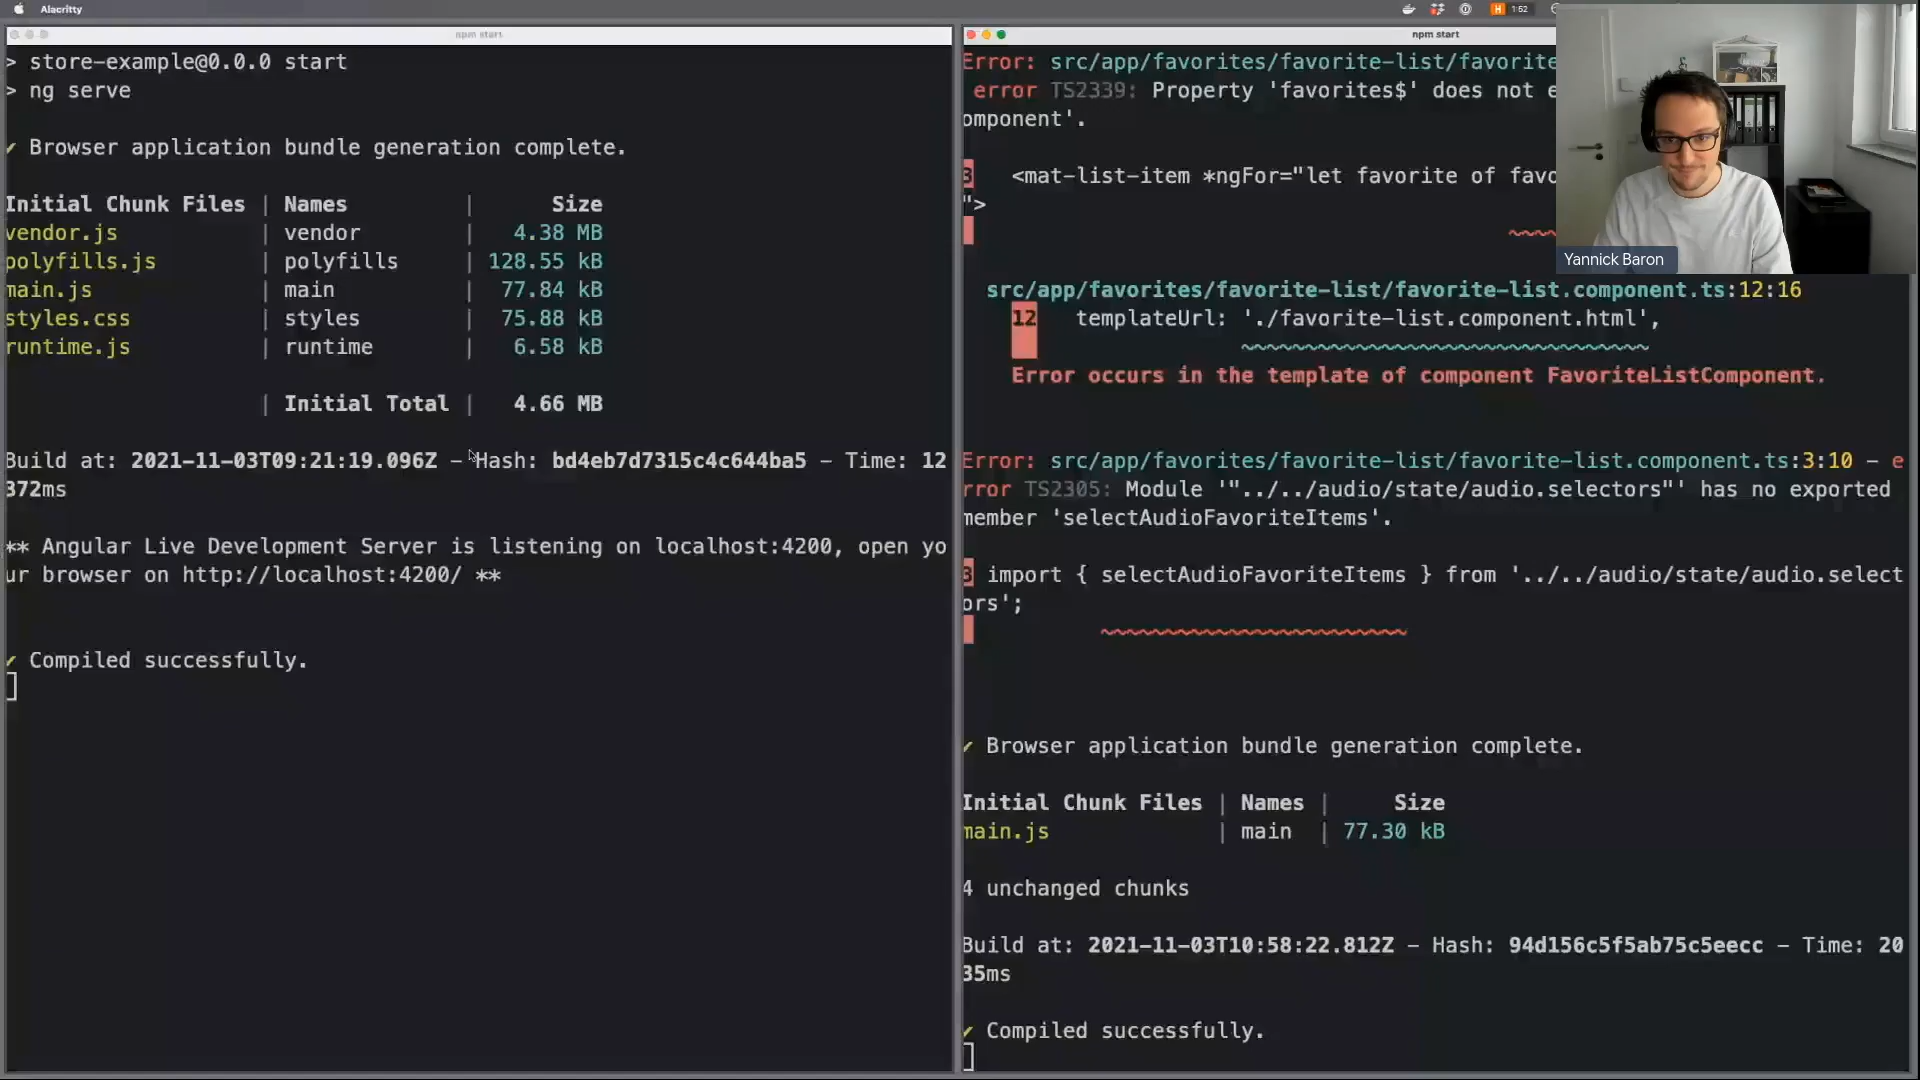 Alacritty
H 1:52
npm start
> store-example@0.0.0 start
> ng serve
✔ Browser application bundle generation complete.
Initial Chunk Files | Names | Size
vendor.js | vendor | 4.38 MB
polyfills.js | polyfills | 128.55 kB
main.js | main | 77.84 kB
styles.css | styles | 75.88 kB
runtime.js | runtime | 6.58 kB
| Initial Total | 4.66 MB
Build at: 2021-11-03T09:21:19.096Z - Hash: bd4eb7d7315c4c644ba5 - Time: 12
372ms
** Angular Live Development Server is listening on localhost:4200, open yo
ur browser on http://localhost:4200/ **
✔ Compiled successfully.
npm start
Error: src/app/favorites/favorite-list/favorite
error TS2339: Property 'favorites$' does not e
omponent'.
3 <mat-list-item *ngFor="let favorite of favo
">
src/app/favorites/favorite-list/favorite-list.component.ts:12:16
12 templateUrl: './favorite-list.component.html',
Error occurs in the template of component FavoriteListComponent.
Error: src/app/favorites/favorite-list/favorite-list.component.ts:3:10 - e
rror TS2305: Module '"../../audio/state/audio.selectors"' has no exported
member 'selectAudioFavoriteItems'.
3 import { selectAudioFavoriteItems } from '../../audio/state/audio.select
ors';
✔ Browser application bundle generation complete.
Initial Chunk Files | Names | Size
main.js | main | 77.30 kB
4 unchanged chunks
Build at: 2021-11-03T10:58:22.812Z - Hash: 94d156c5f5ab75c5eecc - Time: 20
35ms
✔ Compiled successfully.
Yannick Baron